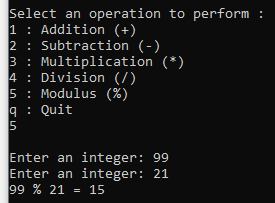 Select an operation to perform :
1 : Addition (+)
2 : Subtraction (-)
3 : Multiplication (*)
4 : Division (/)
5 : Modulus (%)
q : Quit
5
Enter an integer: 99
Enter an integer: 21
99 % 21 = 15